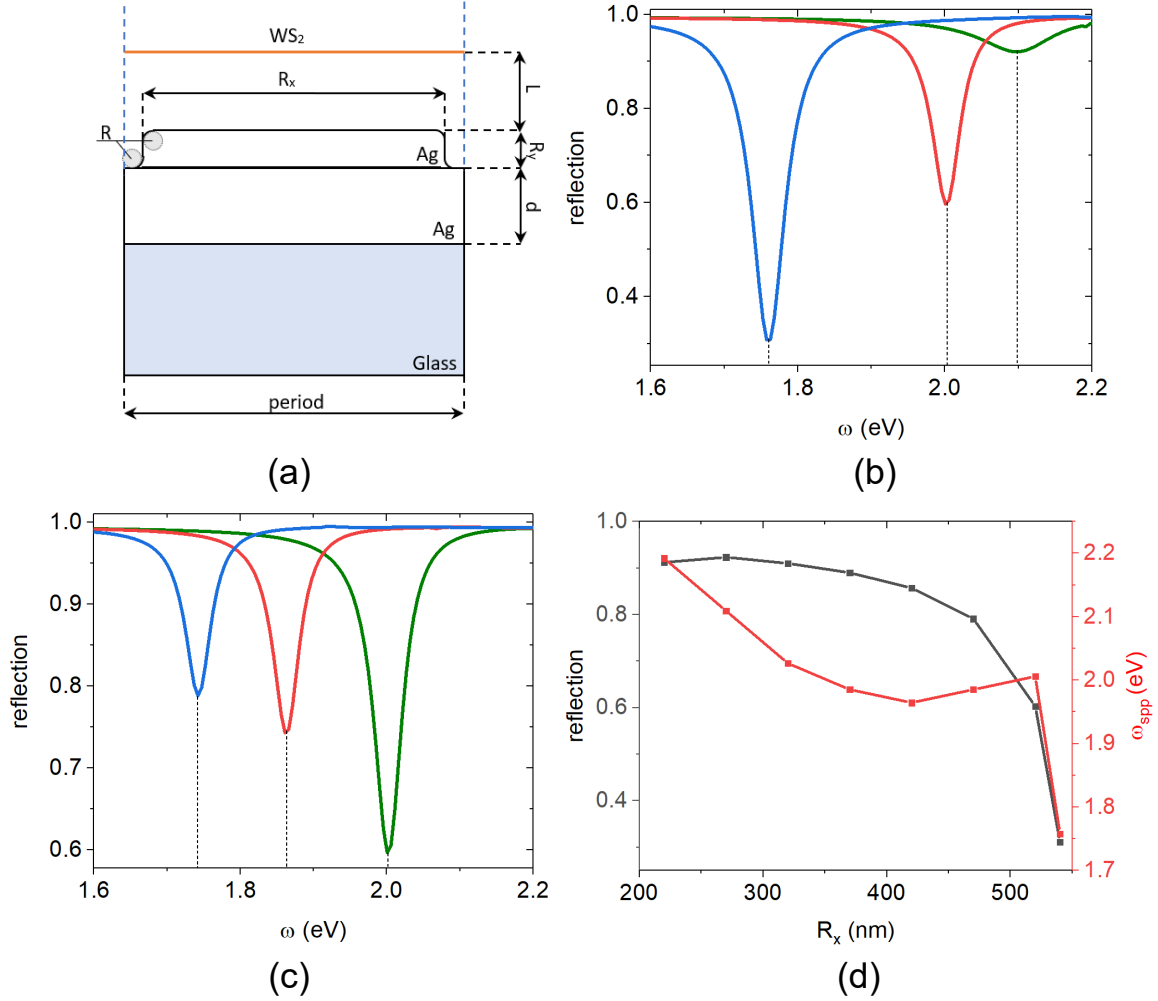 WS₂
Rₓ
L
R
Ag
R_y
d
Ag
Glass
period
(a)
1.0
0.8
0.6
0.4
reflection
1.6
1.8
2.0
2.2
ω (eV)
(b)
1.0
0.9
0.8
0.7
0.6
reflection
1.6
1.8
2.0
2.2
ω (eV)
(c)
1.0
0.8
0.6
0.4
reflection
2.2
2.1
2.0
1.9
1.8
1.7
ω_spp (eV)
200
300
400
500
Rₓ (nm)
(d)